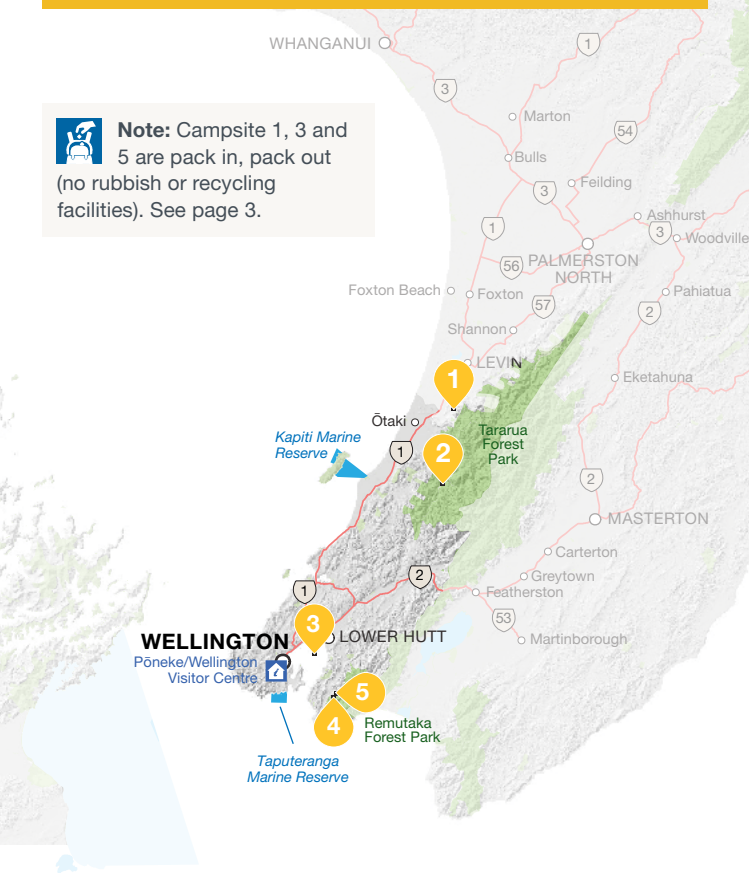 WHANGANUI
1
3
Note: Campsite 1, 3 and
5 are pack in, pack out
(no rubbish or recycling
facilities). See page 3.
Marton
54
Bulls
Feilding
3
Ashhurst
1
3
Woodville
56
PALMERSTON
NORTH
Foxton Beach
Foxton
57
Pahiatua
2
Shannon
LEVIN
1
Eketahuna
Ōtaki
Kapiti Marine
Reserve
1
2
Tararua
Forest
Park
2
MASTERTON
Carterton
2
Greytown
1
Featherston
3
53
WELLINGTON
LOWER HUTT
Martinborough
Pōneke/Wellington
Visitor Centre
5
4
Remutaka
Forest Park
Taputeranga
Marine Reserve